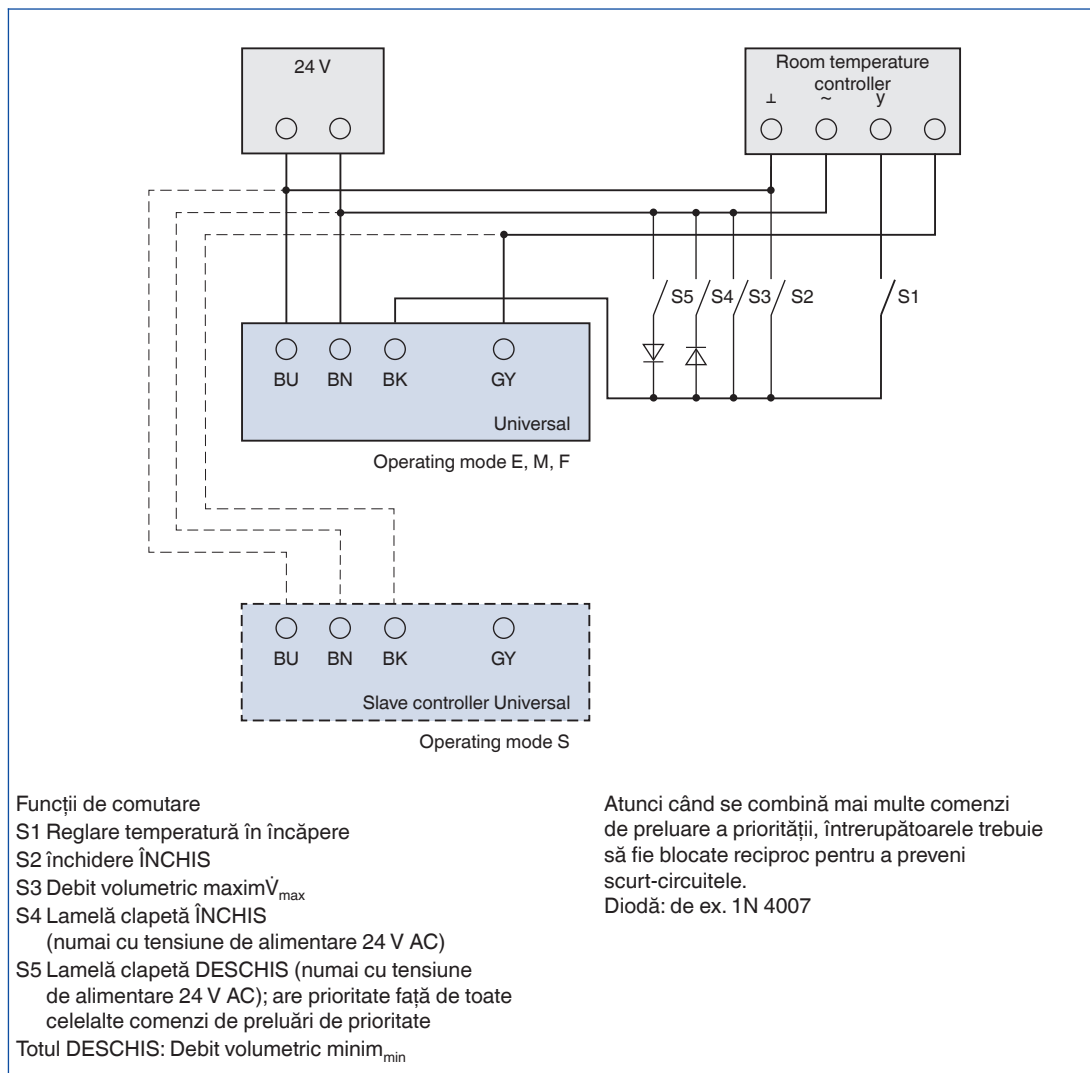 24 V
Room temperature
controller
⊥ ~ y
S5 S4 S3 S2 S1
BU BN BK GY
Universal
Operating mode E, M, F
BU BN BK GY
Slave controller Universal
Operating mode S
Funcții de comutare
S1 Reglare temperatură în încăpere
S2 închidere ÎNCHIS
S3 Debit volumetric maximV̇max
S4 Lamelă clapetă ÎNCHIS
(numai cu tensiune de alimentare 24 V AC)
S5 Lamelă clapetă DESCHIS (numai cu tensiune
de alimentare 24 V AC); are prioritate față de toate
celelalte comenzi de preluări de prioritate
Totul DESCHIS: Debit volumetric minimmin
Atunci când se combină mai multe comenzi
de preluare a priorității, întrerupătoarele trebuie
să fie blocate reciproc pentru a preveni
scurt-circuitele.
Diodă: de ex. 1N 4007